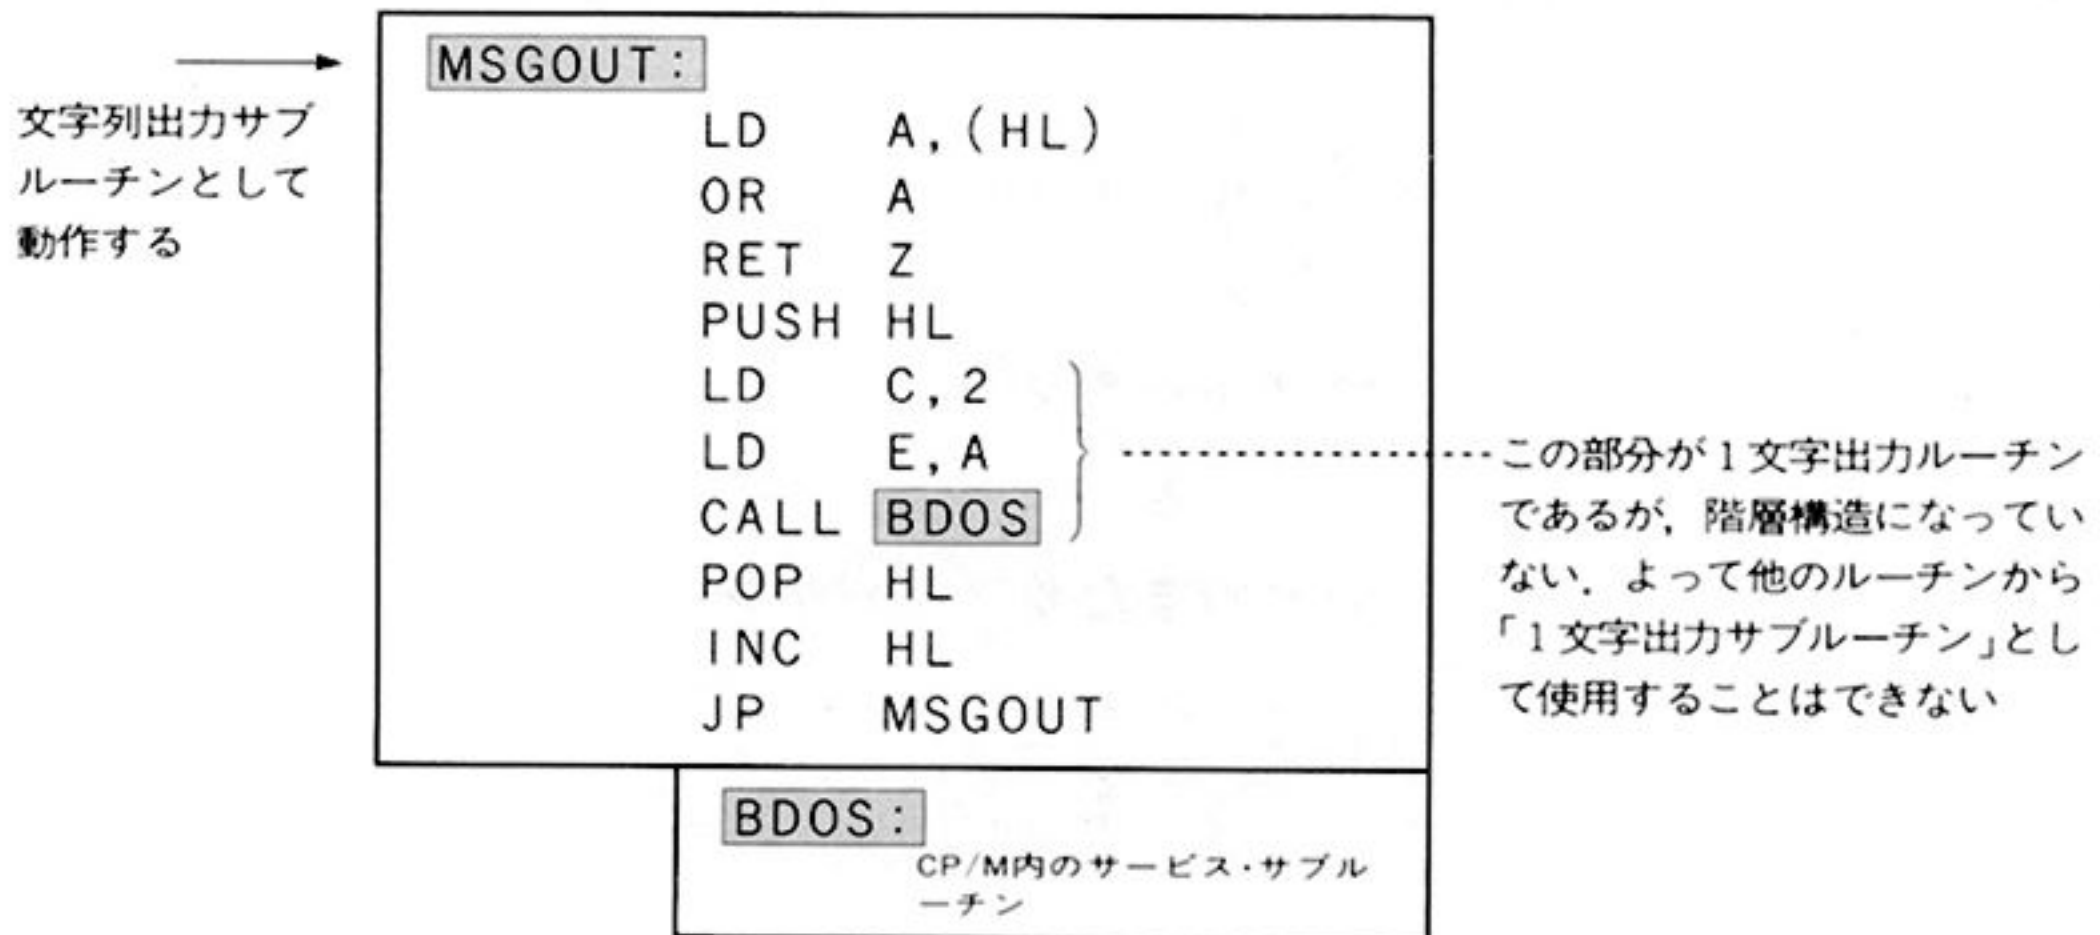 MSGOUT:
文字列出力サブ
ルーチンとして
動作する
LD A,(HL)
OR A
RET Z
PUSH HL
LD C,2
LD E,A
CALL BDOS
POP HL
INC HL
JP MSGOUT
この部分が1文字出力ルーチン
であるが,階層構造になってい
ない.よって他のルーチンから
「1文字出力サブルーチン」とし
て使用することはできない
BDOS:
CP/M内のサービス・サブル
ーチン